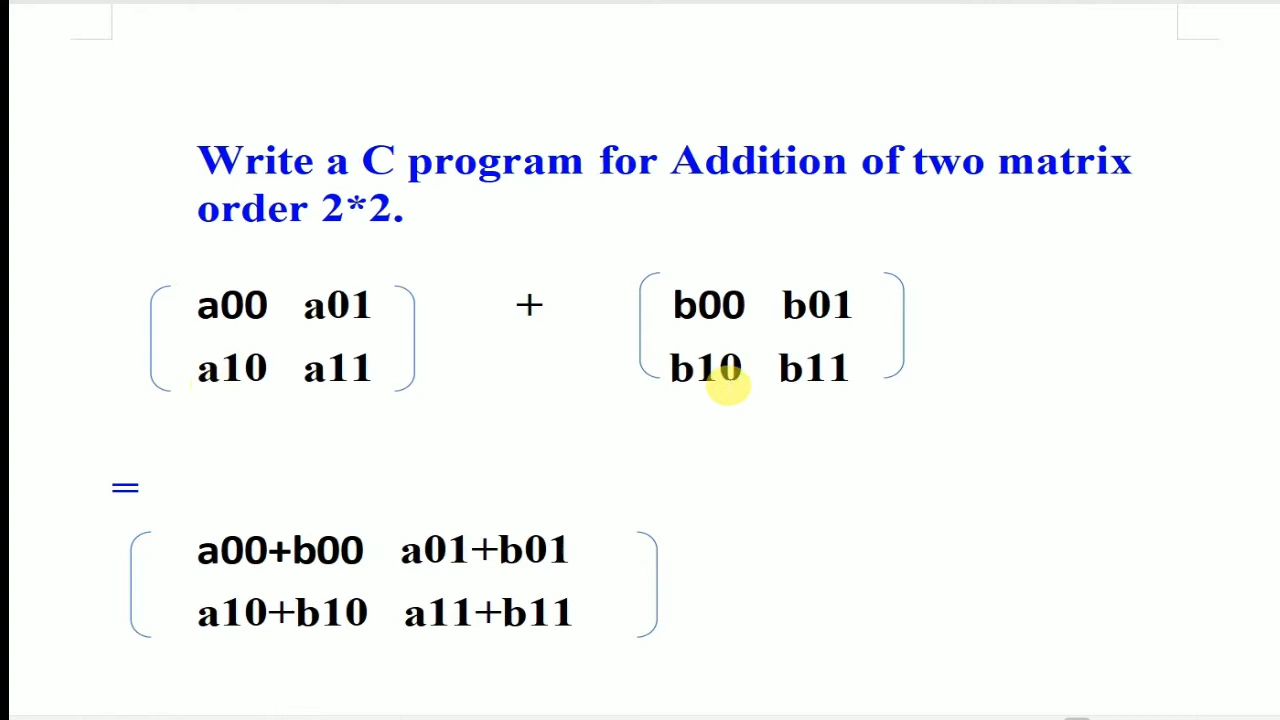 Write a C program for Addition of two matrix
order 2*2.
a00 a01 + b00 b01
a10 a11 b10 b11
=
a00+b00 a01+b01
a10+b10 a11+b11